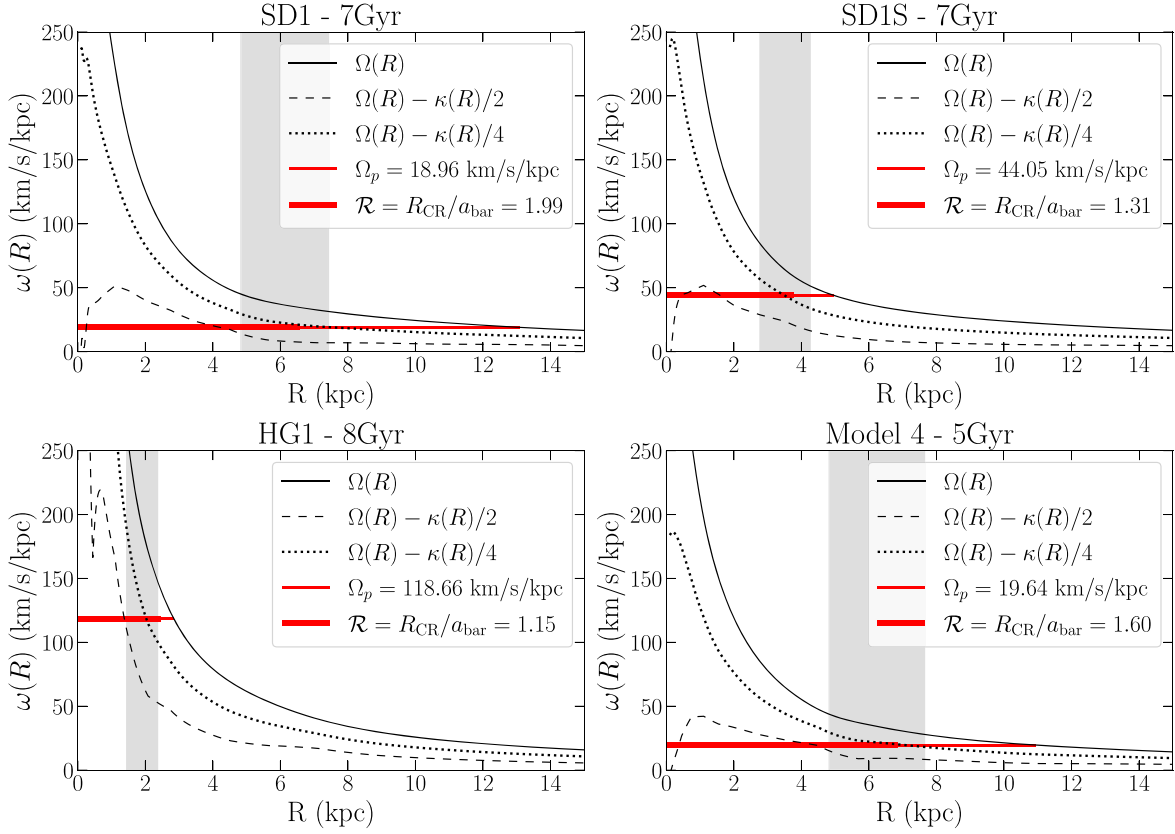 SD1 - 7Gyr
250
200
150
100
50
0
ω(R) (km/s/kpc)
Ω(R)
Ω(R) − κ(R)/2
Ω(R) − κ(R)/4
Ω_p = 18.96 km/s/kpc
ℛ = R_CR/a_bar = 1.99
0 2 4 6 8 10 12 14
R (kpc)
SD1S - 7Gyr
250
200
150
100
50
0
ω(R) (km/s/kpc)
Ω(R)
Ω(R) − κ(R)/2
Ω(R) − κ(R)/4
Ω_p = 44.05 km/s/kpc
ℛ = R_CR/a_bar = 1.31
0 2 4 6 8 10 12 14
R (kpc)
HG1 - 8Gyr
250
200
150
100
50
0
ω(R) (km/s/kpc)
Ω(R)
Ω(R) − κ(R)/2
Ω(R) − κ(R)/4
Ω_p = 118.66 km/s/kpc
ℛ = R_CR/a_bar = 1.15
0 2 4 6 8 10 12 14
R (kpc)
Model 4 - 5Gyr
250
200
150
100
50
0
ω(R) (km/s/kpc)
Ω(R)
Ω(R) − κ(R)/2
Ω(R) − κ(R)/4
Ω_p = 19.64 km/s/kpc
ℛ = R_CR/a_bar = 1.60
0 2 4 6 8 10 12 14
R (kpc)